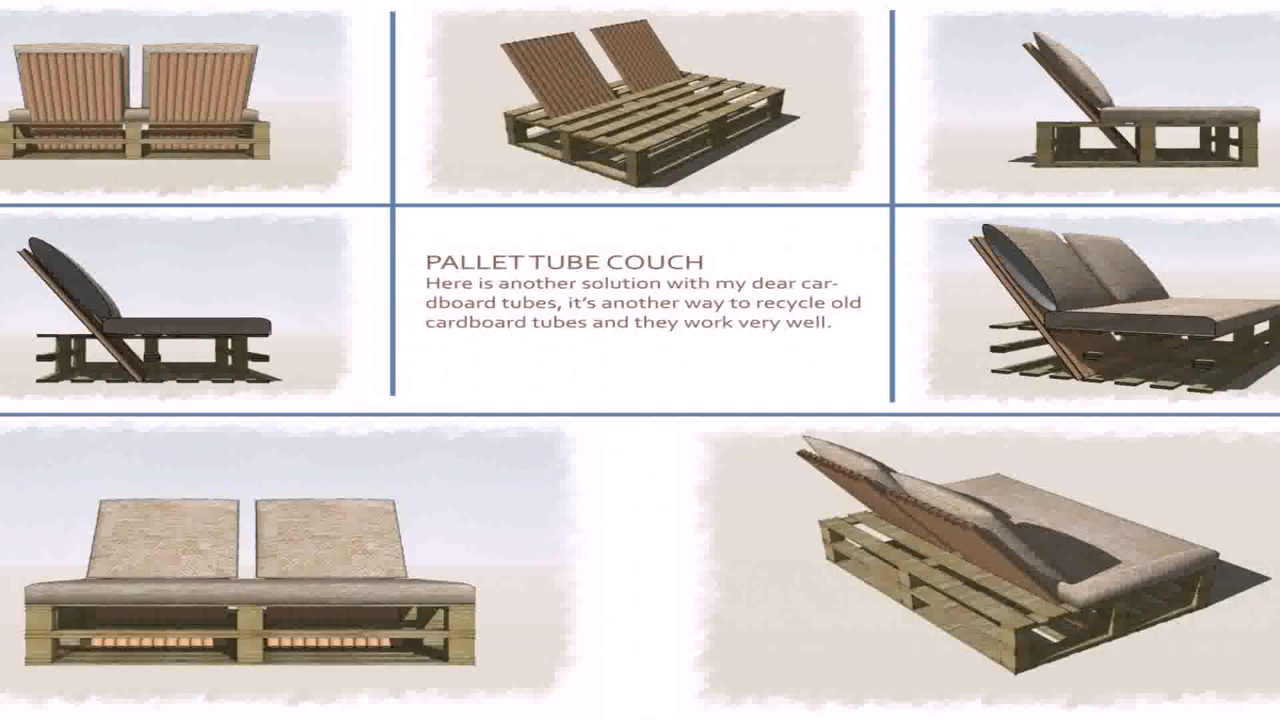 PALLET TUBE COUCH
Here is another solution with my dear car-
dboard tubes, it's another way to recycle old
cardboard tubes and they work very well.